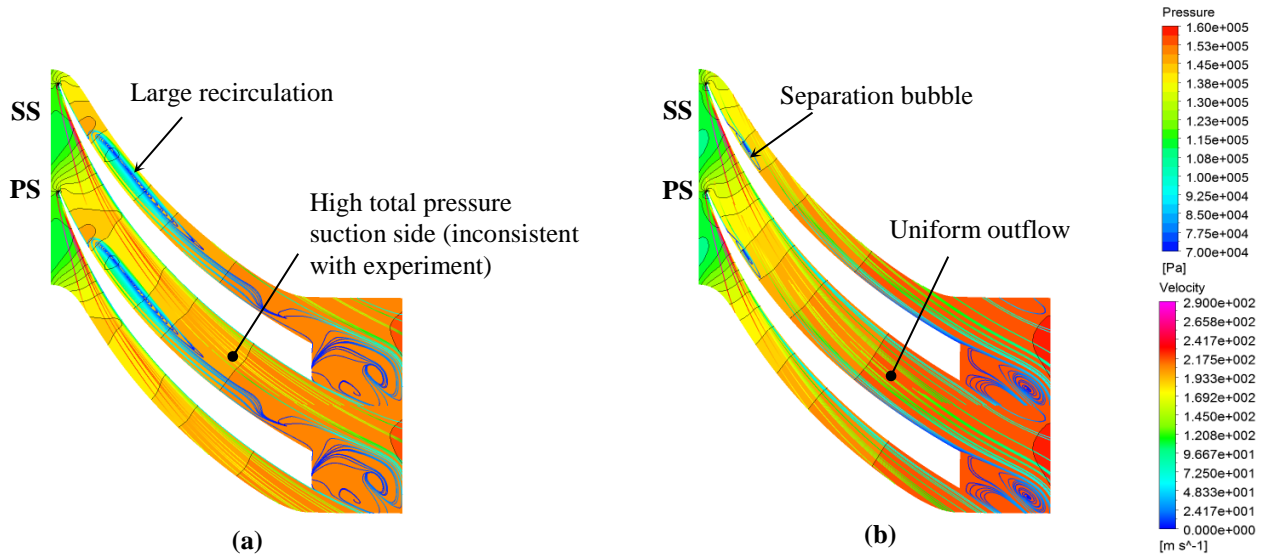 SS
PS
Large recirculation
High total pressure
suction side (inconsistent
with experiment)
(a)
SS
PS
Separation bubble
Uniform outflow
(b)
Pressure
1.60e+005
1.53e+005
1.45e+005
1.38e+005
1.30e+005
1.23e+005
1.15e+005
1.08e+005
1.00e+005
9.25e+004
8.50e+004
7.75e+004
7.00e+004
[Pa]
Velocity
2.900e+002
2.658e+002
2.417e+002
2.175e+002
1.933e+002
1.692e+002
1.450e+002
1.208e+002
9.667e+001
7.250e+001
4.833e+001
2.417e+001
0.000e+000
[m s^-1]